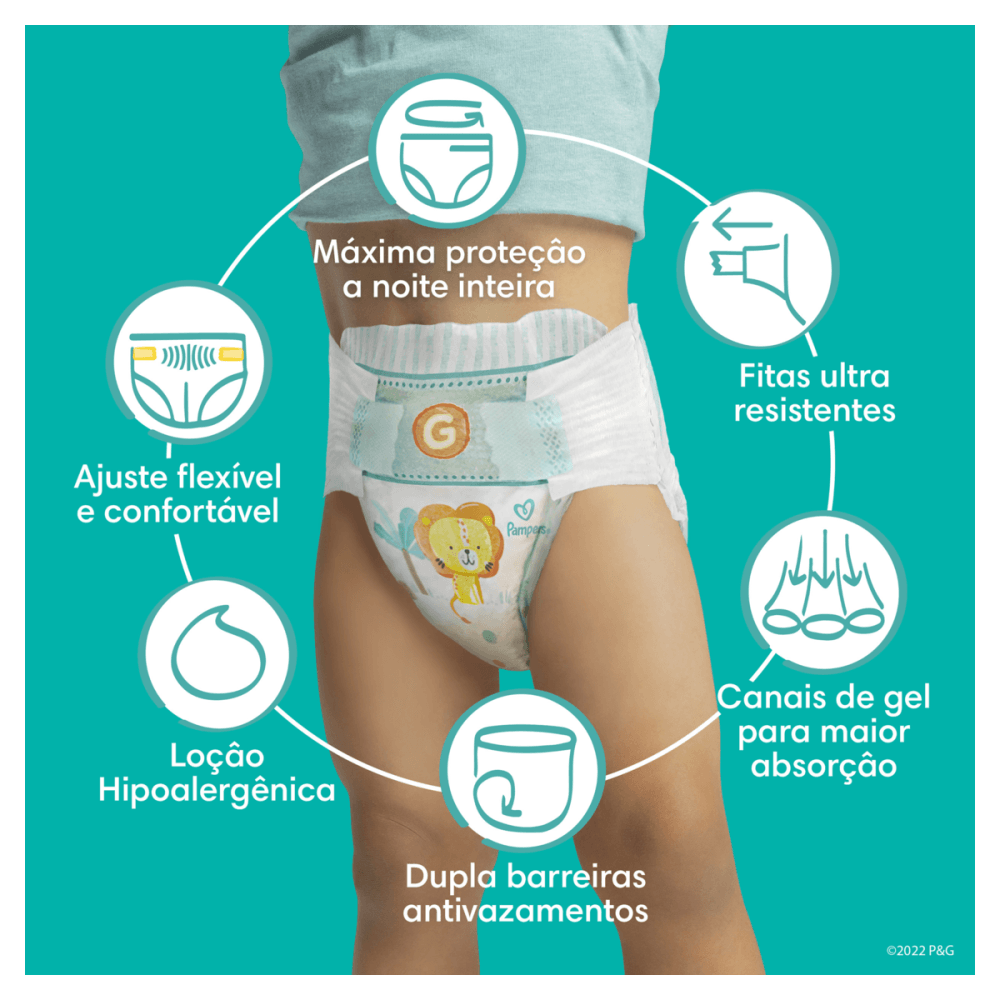 Máxima proteção
a noite inteira
Fitas ultra
resistentes
Ajuste flexível
e confortável
G
Pampers
Canais de gel
para maior
absorção
Loção
Hipoalergênica
Dupla barreiras
antivazamentos
©2022 P&G